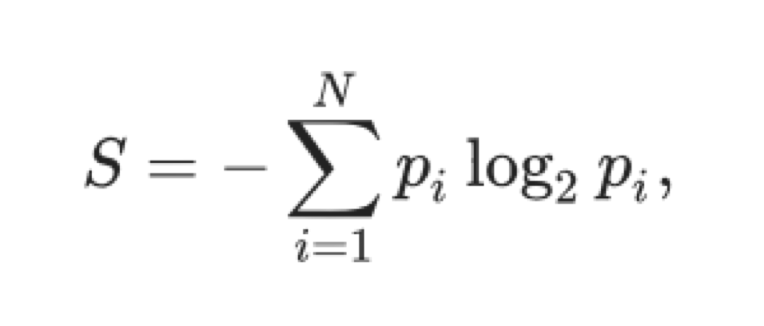 S = -\sum_{i=1}^{N} p_i \log_2 p_i,